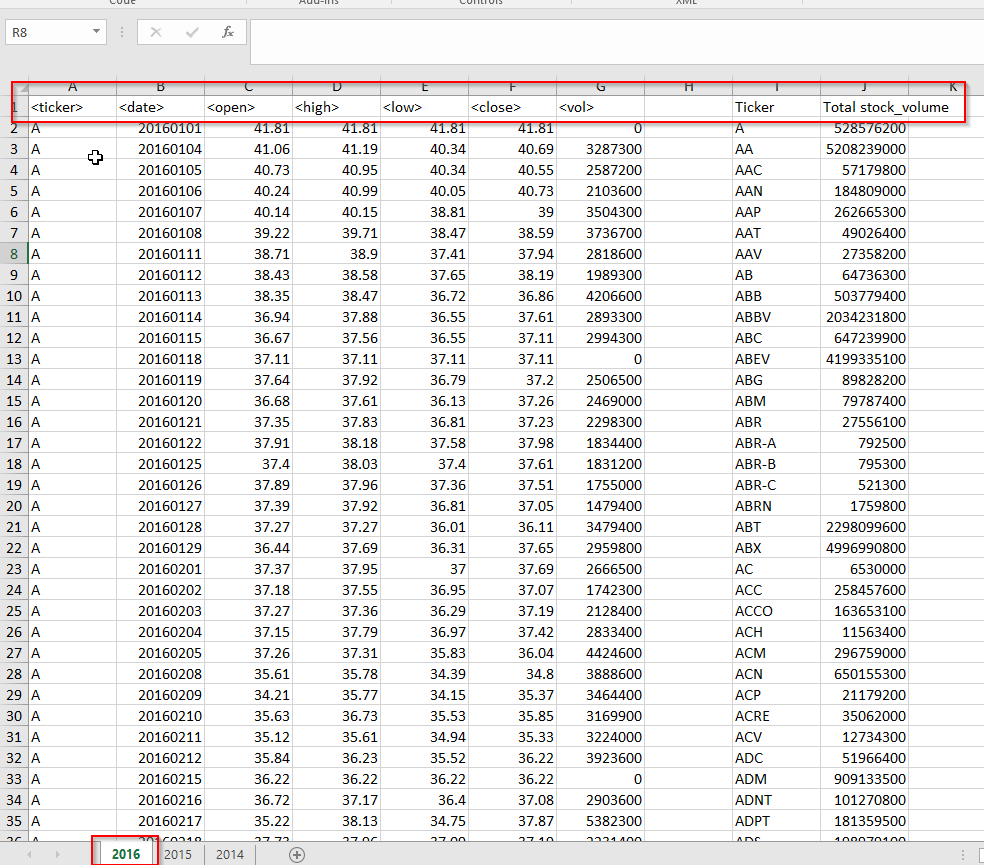 Code Add-ins Controls XML
R8 fx
A B C D E F G H I J K
1 <ticker> <date> <open> <high> <low> <close> <vol> Ticker Total stock_volume
2 A 20160101 41.81 41.81 41.81 41.81 0 A 528576200
3 A 20160104 41.06 41.19 40.34 40.69 3287300 AA 5208239000
4 A 20160105 40.73 40.95 40.34 40.55 2587200 AAC 57179800
5 A 20160106 40.24 40.99 40.05 40.73 2103600 AAN 184809000
6 A 20160107 40.14 40.15 38.81 39 3504300 AAP 262665300
7 A 20160108 39.22 39.71 38.47 38.59 3736700 AAT 49026400
8 A 20160111 38.71 38.9 37.41 37.94 2818600 AAV 27358200
9 A 20160112 38.43 38.58 37.65 38.19 1989300 AB 64736300
10 A 20160113 38.35 38.47 36.72 36.86 4206600 ABB 503779400
11 A 20160114 36.94 37.88 36.55 37.61 2893300 ABBV 2034231800
12 A 20160115 36.67 37.56 36.55 37.11 2994300 ABC 647239900
13 A 20160118 37.11 37.11 37.11 37.11 0 ABEV 4199335100
14 A 20160119 37.64 37.92 36.79 37.2 2506500 ABG 89828200
15 A 20160120 36.68 37.61 36.13 37.26 2469000 ABM 79787400
16 A 20160121 37.35 37.83 36.81 37.23 2298300 ABR 27556100
17 A 20160122 37.91 38.18 37.58 37.98 1834400 ABR-A 792500
18 A 20160125 37.4 38.03 37.4 37.61 1831200 ABR-B 795300
19 A 20160126 37.89 37.96 37.36 37.51 1755000 ABR-C 521300
20 A 20160127 37.39 37.92 36.81 37.05 1479400 ABRN 1759800
21 A 20160128 37.27 37.27 36.01 36.11 3479400 ABT 2298099600
22 A 20160129 36.44 37.69 36.31 37.65 2959800 ABX 4996990800
23 A 20160201 37.37 37.95 37 37.69 2666500 AC 6530000
24 A 20160202 37.18 37.55 36.95 37.07 1742300 ACC 258457600
25 A 20160203 37.27 37.36 36.29 37.19 2128400 ACCO 163653100
26 A 20160204 37.15 37.79 36.97 37.42 2833400 ACH 11563400
27 A 20160205 37.26 37.31 35.83 36.04 4424600 ACM 296759000
28 A 20160208 35.61 35.78 34.39 34.8 3888600 ACN 650155300
29 A 20160209 34.21 35.77 34.15 35.37 3464400 ACP 21179200
30 A 20160210 35.63 36.73 35.53 35.85 3169900 ACRE 35062000
31 A 20160211 35.12 35.61 34.94 35.33 3224000 ACV 12734300
32 A 20160212 35.84 36.23 35.52 36.22 3923600 ADC 51966400
33 A 20160215 36.22 36.22 36.22 36.22 0 ADM 909133500
34 A 20160216 36.72 37.17 36.4 37.08 2903600 ADNT 101270800
35 A 20160217 35.22 38.13 34.75 37.87 5382300 ADPT 181359500
36 A ADS
2016 2015 2014